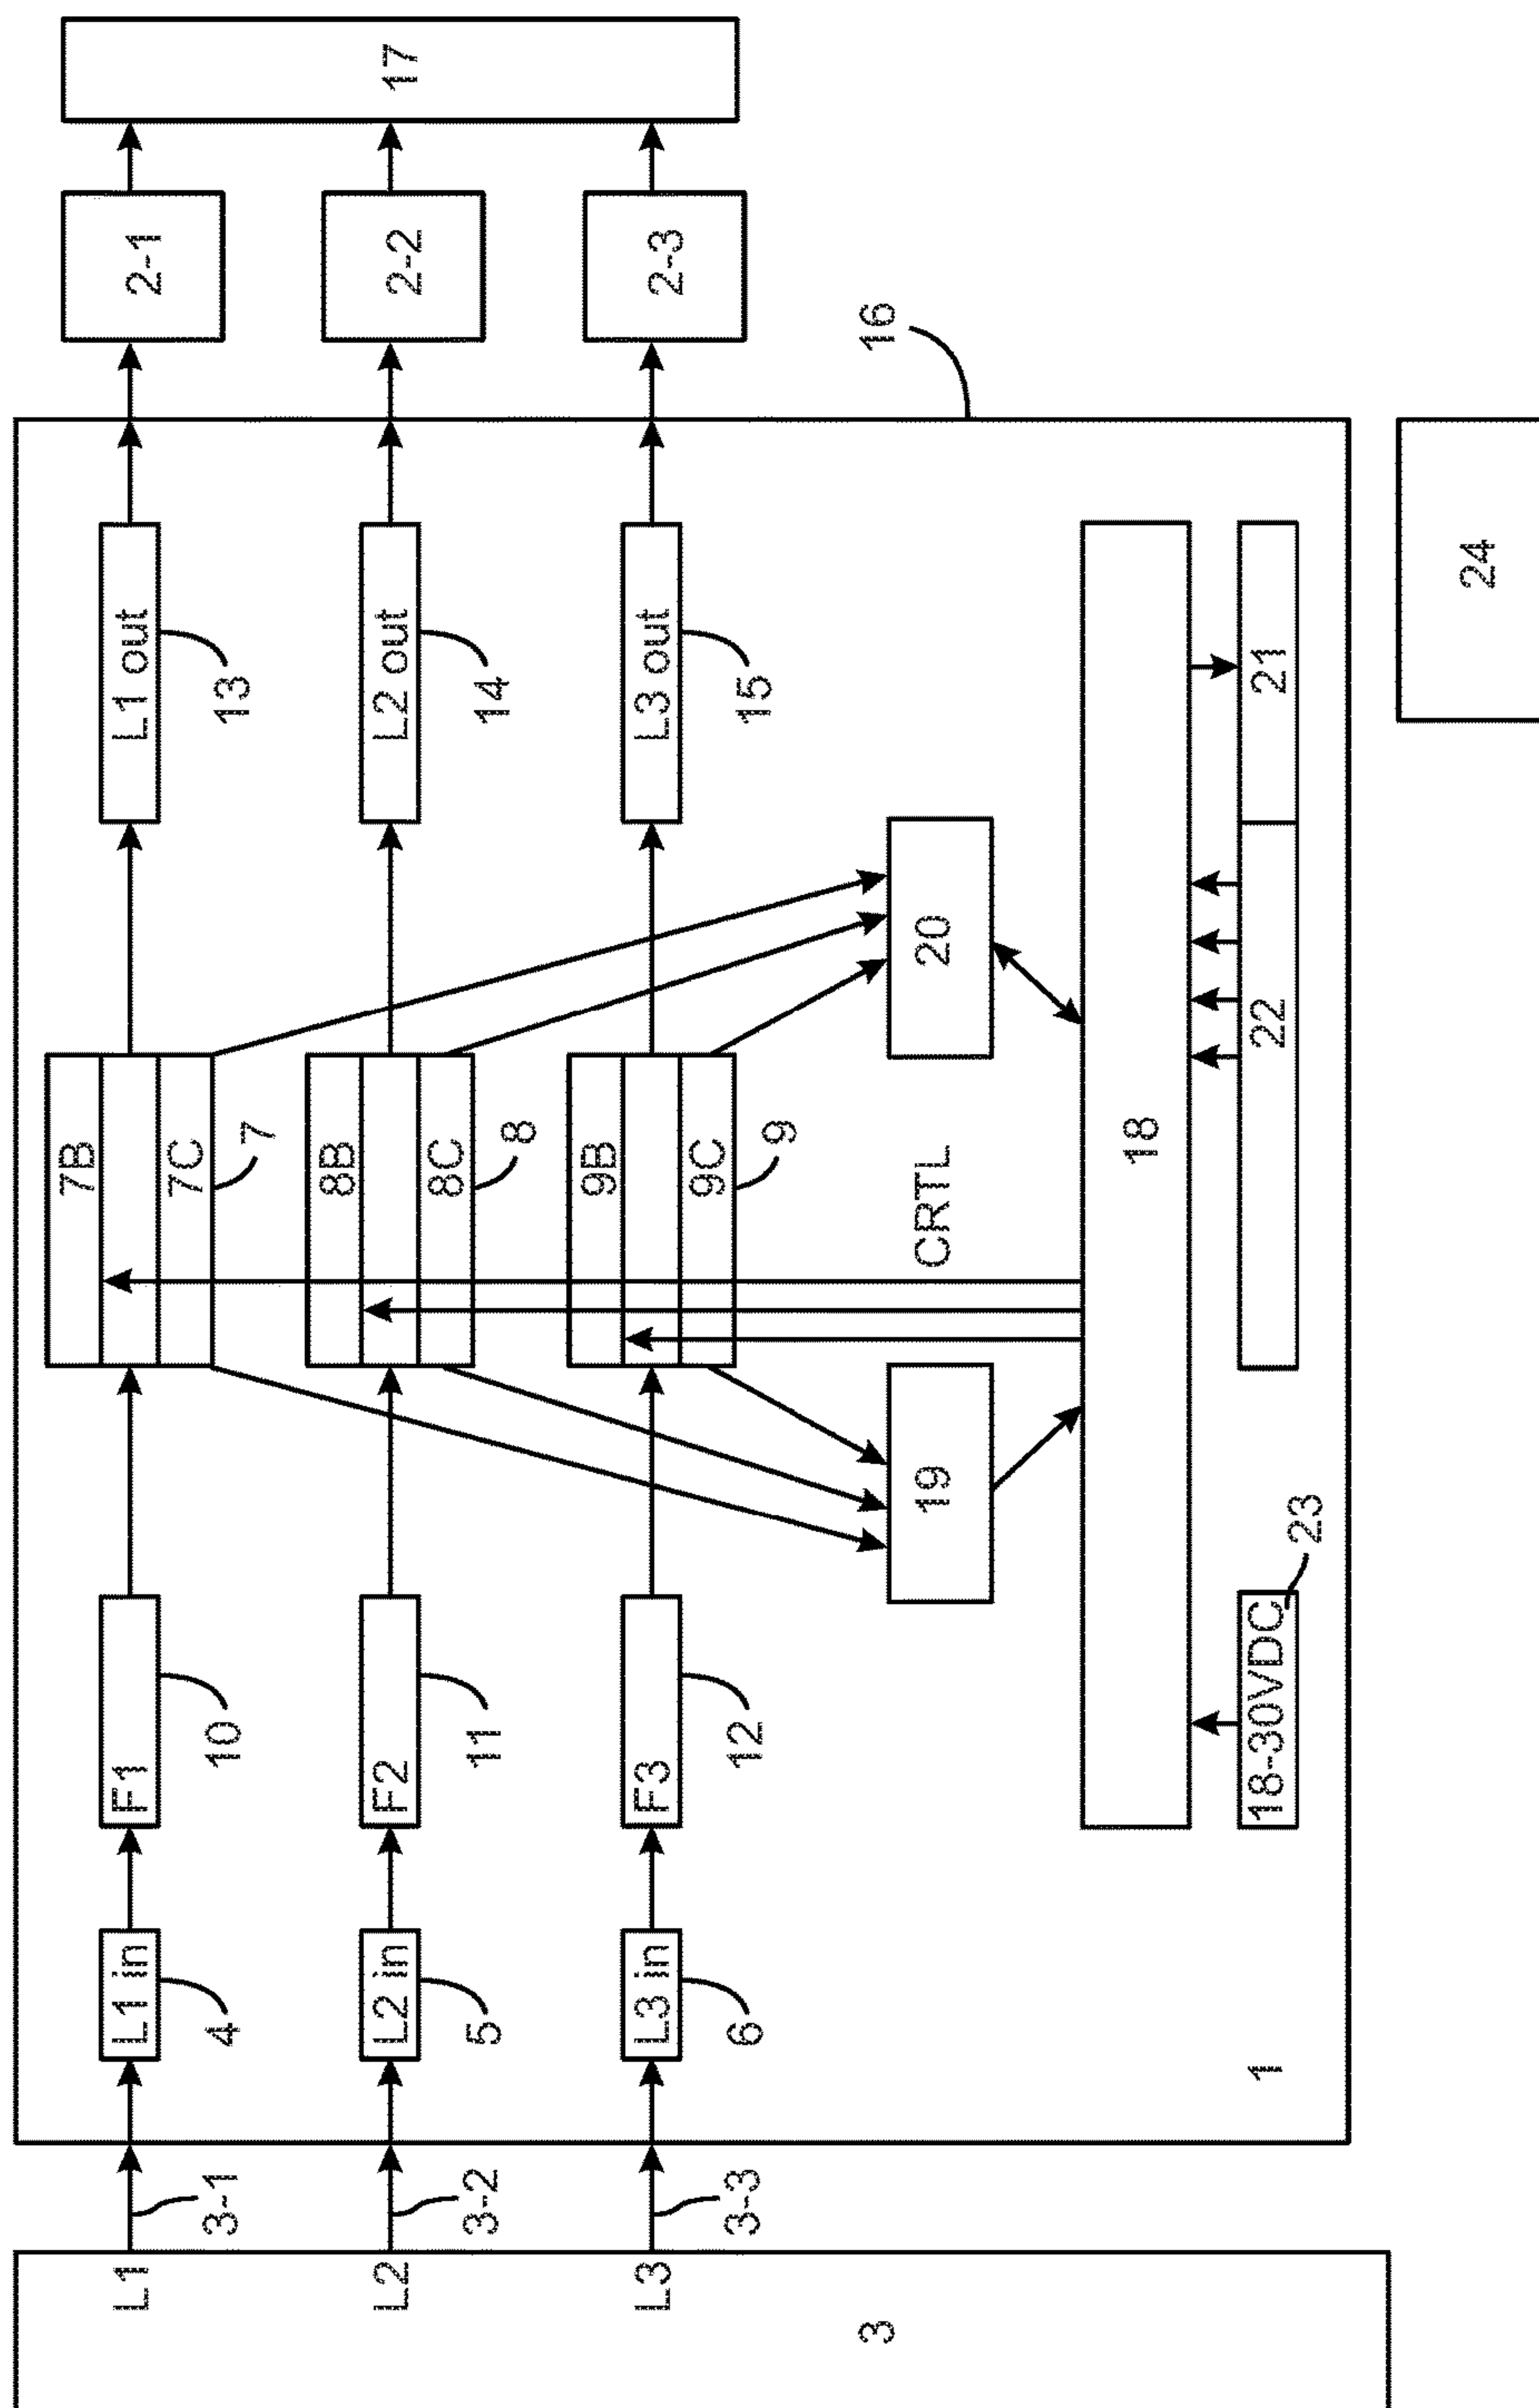 3
L1
L2
L3
3-1
3-2
3-3
L1 in
4
F1
10
7B
7C
7
L1 out
13
2-1
L2 in
5
F2
11
8B
8C
8
L2 out
14
2-2
L3 in
6
F3
12
9B
9C
9
L3 out
15
2-3
17
16
19
CRTL
20
18
1
18-30VDC
23
22
21
24